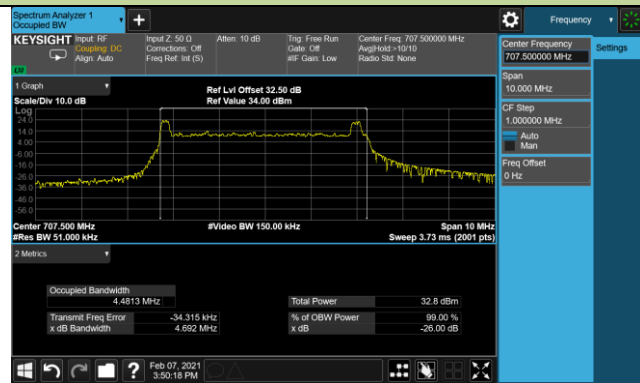 Spectrum Analyzer 1
Occupied BW
Frequency
KEYSIGHT
Input: RF
Coupling: DC
Align: Auto
Input Z: 50 Ω
Corrections: Off
Freq Ref: Int (S)
Atten: 10 dB
Trig: Free Run
Gate: Off
#IF Gain: Low
Center Freq: 707.500000 MHz
Avg|Hold:>10/10
Radio Std: None
Center Frequency
707.500000 MHz
Settings
Span
10.000 MHz
CF Step
1.000000 MHz
Auto
Man
Freq Offset
0 Hz
1 Graph
Scale/Div 10.0 dB
Ref Lvl Offset 32.50 dB
Ref Value 34.00 dBm
Log
24.0
14.0
4.00
-6.00
-16.0
-26.0
-36.0
-46.0
-56.0
Center 707.500 MHz
#Res BW 51.000 kHz
#Video BW 150.00 kHz
Span 10 MHz
Sweep 3.73 ms (2001 pts)
2 Metrics
Occupied Bandwidth
4.4813 MHz
Total Power
32.8 dBm
Transmit Freq Error
-34.315 kHz
% of OBW Power
99.00 %
x dB Bandwidth
4.692 MHz
x dB
-26.00 dB
?
Feb 07, 2021
3:50:18 PM